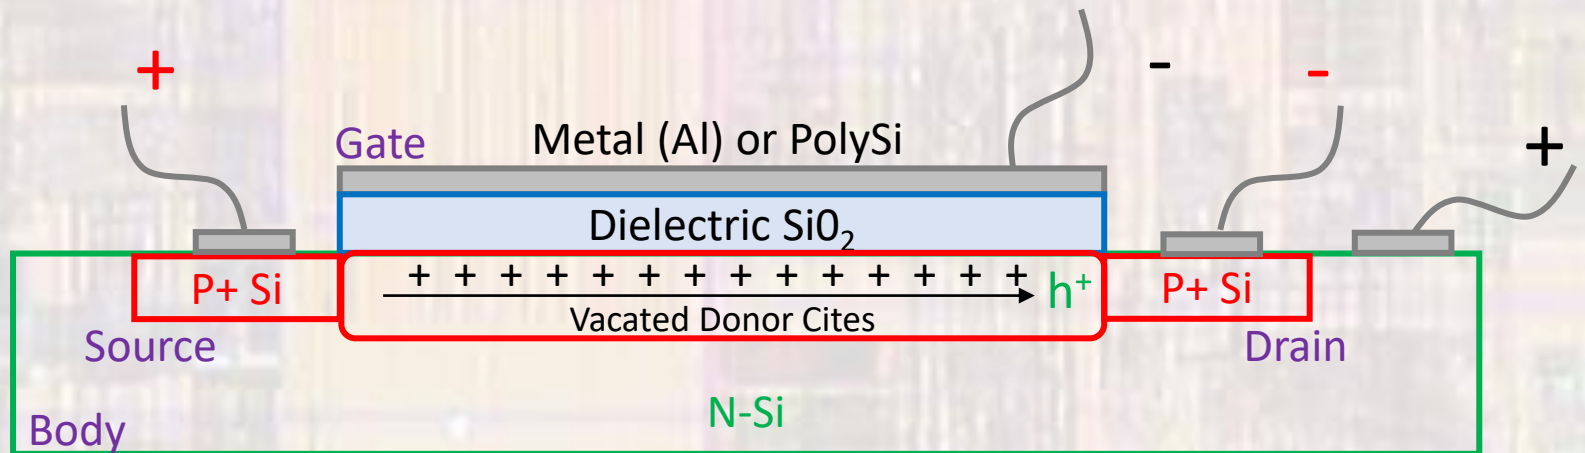 + - - +
Gate Metal (Al) or PolySi
Dielectric Si0₂
+ + + + + + + + + + + + + +
P+ Si h⁺ P+ Si
Vacated Donor Cites
Source Drain
N-Si
Body